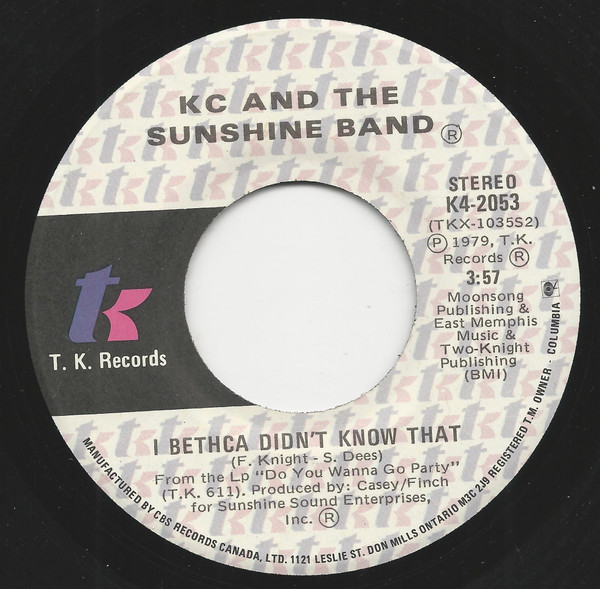 KC AND THE
SUNSHINE BAND ®
STEREO
K4-2053
(TKX-1035S2)
Ⓟ 1979, T.K.
Records ®
3:57
Moonsong
Publishing &
East Memphis
Music &
Two-Knight
Publishing
(BMI)
tk
T. K. Records
I BETHCA DIDN'T KNOW THAT
(F. Knight - S. Dees)
From the Lp "Do You Wanna Go Party"
(T.K. 611). Produced by: Casey/Finch
for Sunshine Sound Enterprises,
Inc. ®
MANUFACTURED BY CBS RECORDS CANADA, LTD. 1121 LESLIE ST. DON MILLS ONTARIO M3C 2J9 REGISTERED T.M. OWNER · COLUMBIA